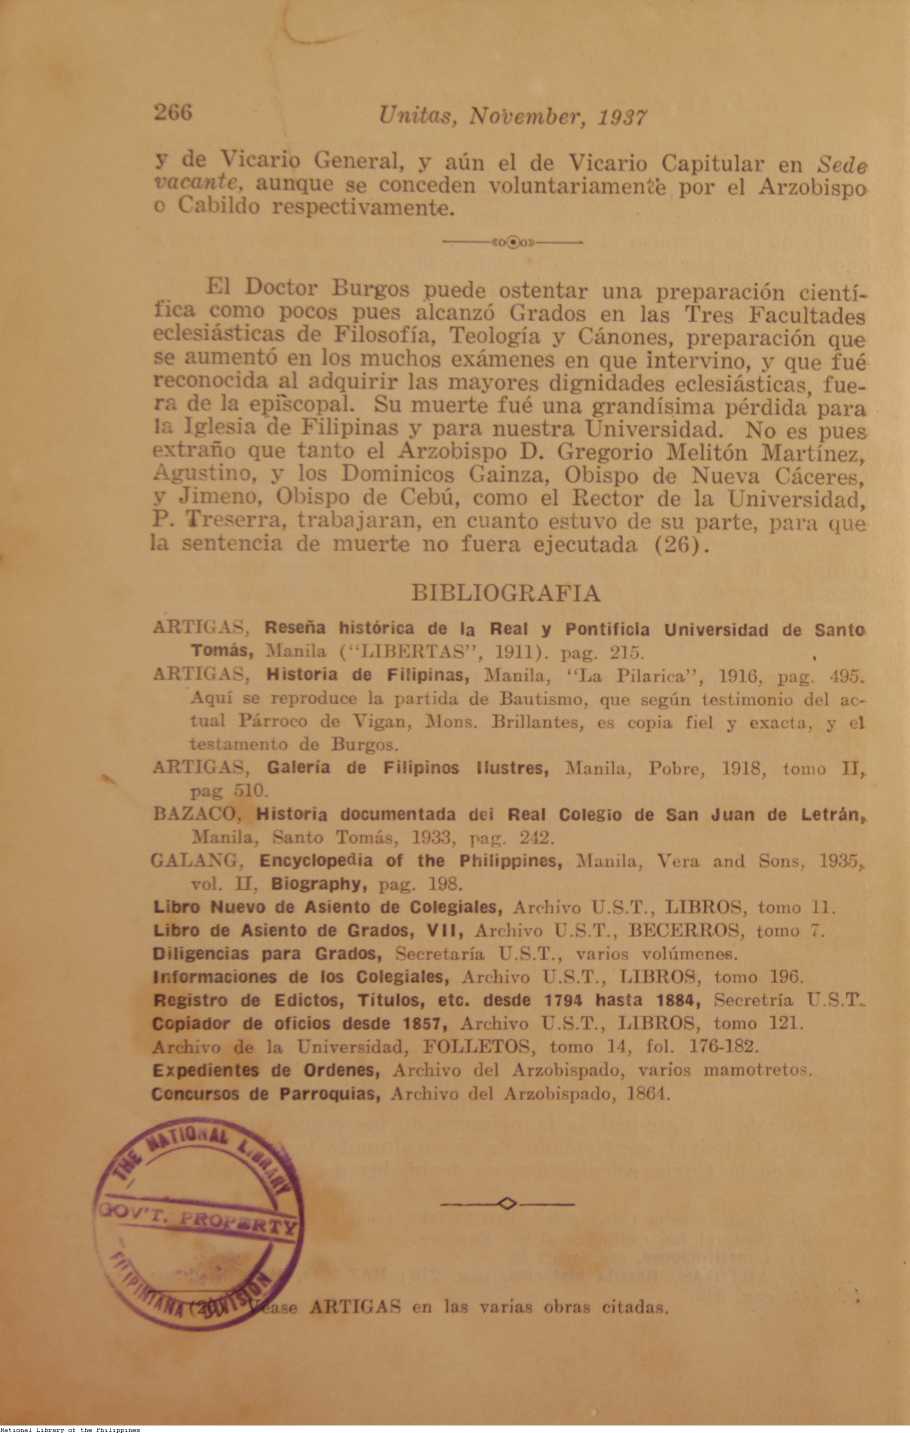 266
Unitas, November, 1937
y de Vicario General, y aún el de Vicario Capitular en Sede
vacante, aunque se conceden voluntariamente por el Arzobispo
o Cabildo respectivamente.
El Doctor Burgos puede ostentar una preparación cientí-
fica como pocos pues alcanzó Grados en las Tres Facultades
eclesiásticas de Filosofía, Teología y Cánones, preparación que
se aumentó en los muchos exámenes en que intervino, y que fué
reconocida al adquirir las mayores dignidades eclesiásticas, fue-
ra de la episcopal. Su muerte fué una grandísima pérdida para
la Iglesia de Filipinas y para nuestra Universidad. No es pues
extraño que tanto el Arzobispo D. Gregorio Melitón Martínez,
Agustino, y los Dominicos Gainza, Obispo de Nueva Cáceres,
y Jimeno, Obispo de Cebú, como el Rector de la Universidad,
P. Treserra, trabajaran, en cuanto estuvo de su parte, para que
la sentencia de muerte no fuera ejecutada (26).
BIBLIOGRAFIA
ARTIGAS, Reseña histórica de la Real y Pontificia Universidad de Santo
Tomás, Manila ("LIBERTAS", 1911). pag. 215.
ARTIGAS, Historia de Filipinas, Manila, "La Pilarica", 1916, pag. 495.
Aquí se reproduce la partida de Bautismo, que según testimonio del ac-
tual Párroco de Vigan, Mons. Brillantes, es copia fiel y exacta, y el
testamento de Burgos.
ARTIGAS, Galería de Filipinos Ilustres, Manila, Pobre, 1918, tomo II,
pag 510.
BAZACO, Historia documentada del Real Colegio de San Juan de Letrán,
Manila, Santo Tomás, 1933, pag. 242.
GALANG, Encyclopedia of the Philippines, Manila, Vera and Sons, 1935,
vol. II, Biography, pag. 198.
Libro Nuevo de Asiento de Colegiales, Archivo U.S.T., LIBROS, tomo 11.
Libro de Asiento de Grados, VII, Archivo U.S.T., BECERROS, tomo 7.
Diligencias para Grados, Secretaría U.S.T., varios volúmenes.
Informaciones de los Colegiales, Archivo U.S.T., LIBROS, tomo 196.
Registro de Edictos, Títulos, etc. desde 1794 hasta 1884, Secretría U.S.T.
Copiador de oficios desde 1857, Archivo U.S.T., LIBROS, tomo 121.
Archivo de la Universidad, FOLLETOS, tomo 14, fol. 176-182.
Expedientes de Ordenes, Archivo del Arzobispado, varios mamotretos.
Concursos de Parroquias, Archivo del Arzobispado, 1864.
THE NATIONAL LIBRARY
GOV'T. PROPERTY
FILIPINIANA DIVISION
(26) Véase ARTIGAS en las varias obras citadas.
National Library of the Philippines